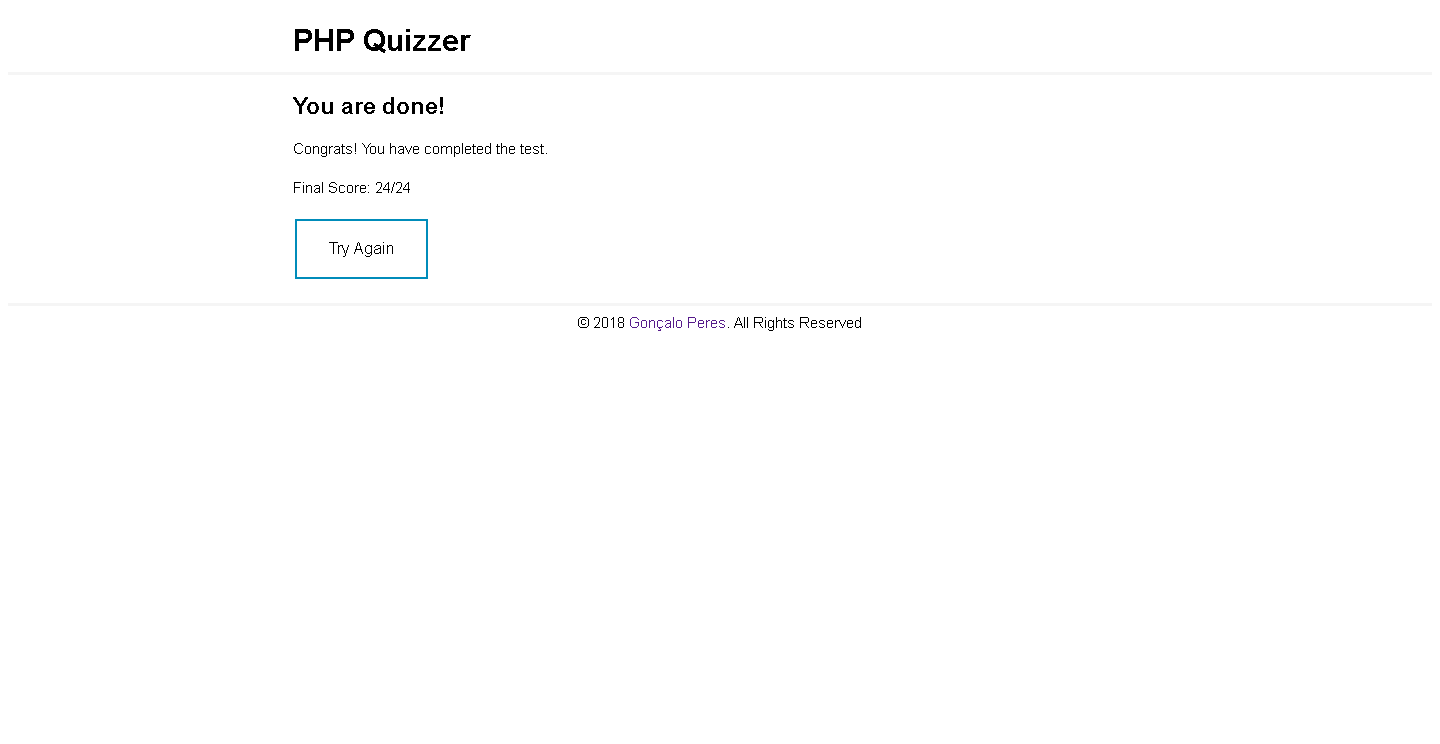 PHP Quizzer
You are done!
Congrats! You have completed the test.
Final Score: 24/24
Try Again
© 2018 Gonçalo Peres. All Rights Reserved